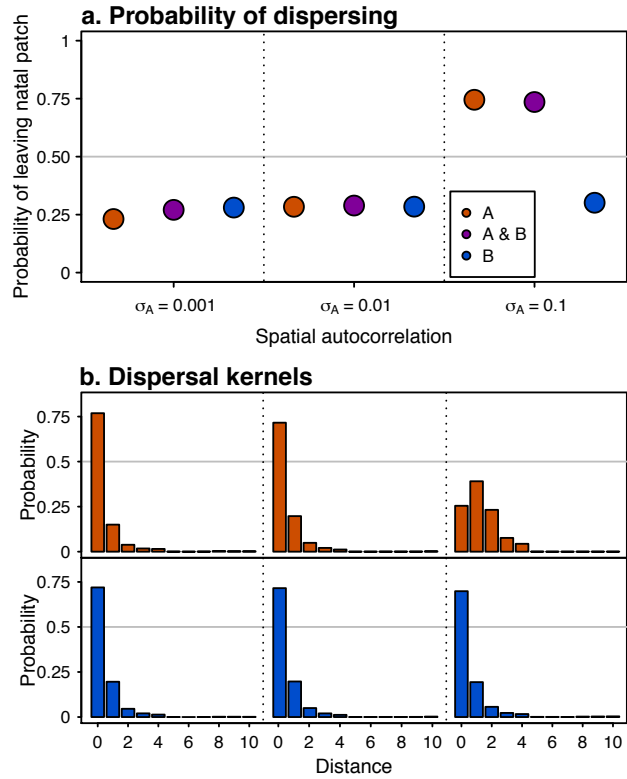 a. Probability of dispersing
Probability of leaving natal patch
1
0.75
0.50
0.25
0
A
A & B
B
σA = 0.001
σA = 0.01
σA = 0.1
Spatial autocorrelation
b. Dispersal kernels
Probability
0.75
0.5
0.25
0
Probability
0.75
0.5
0.25
0
0 2 4 6 8 10 0 2 4 6 8 10 0 2 4 6 8 10
Distance